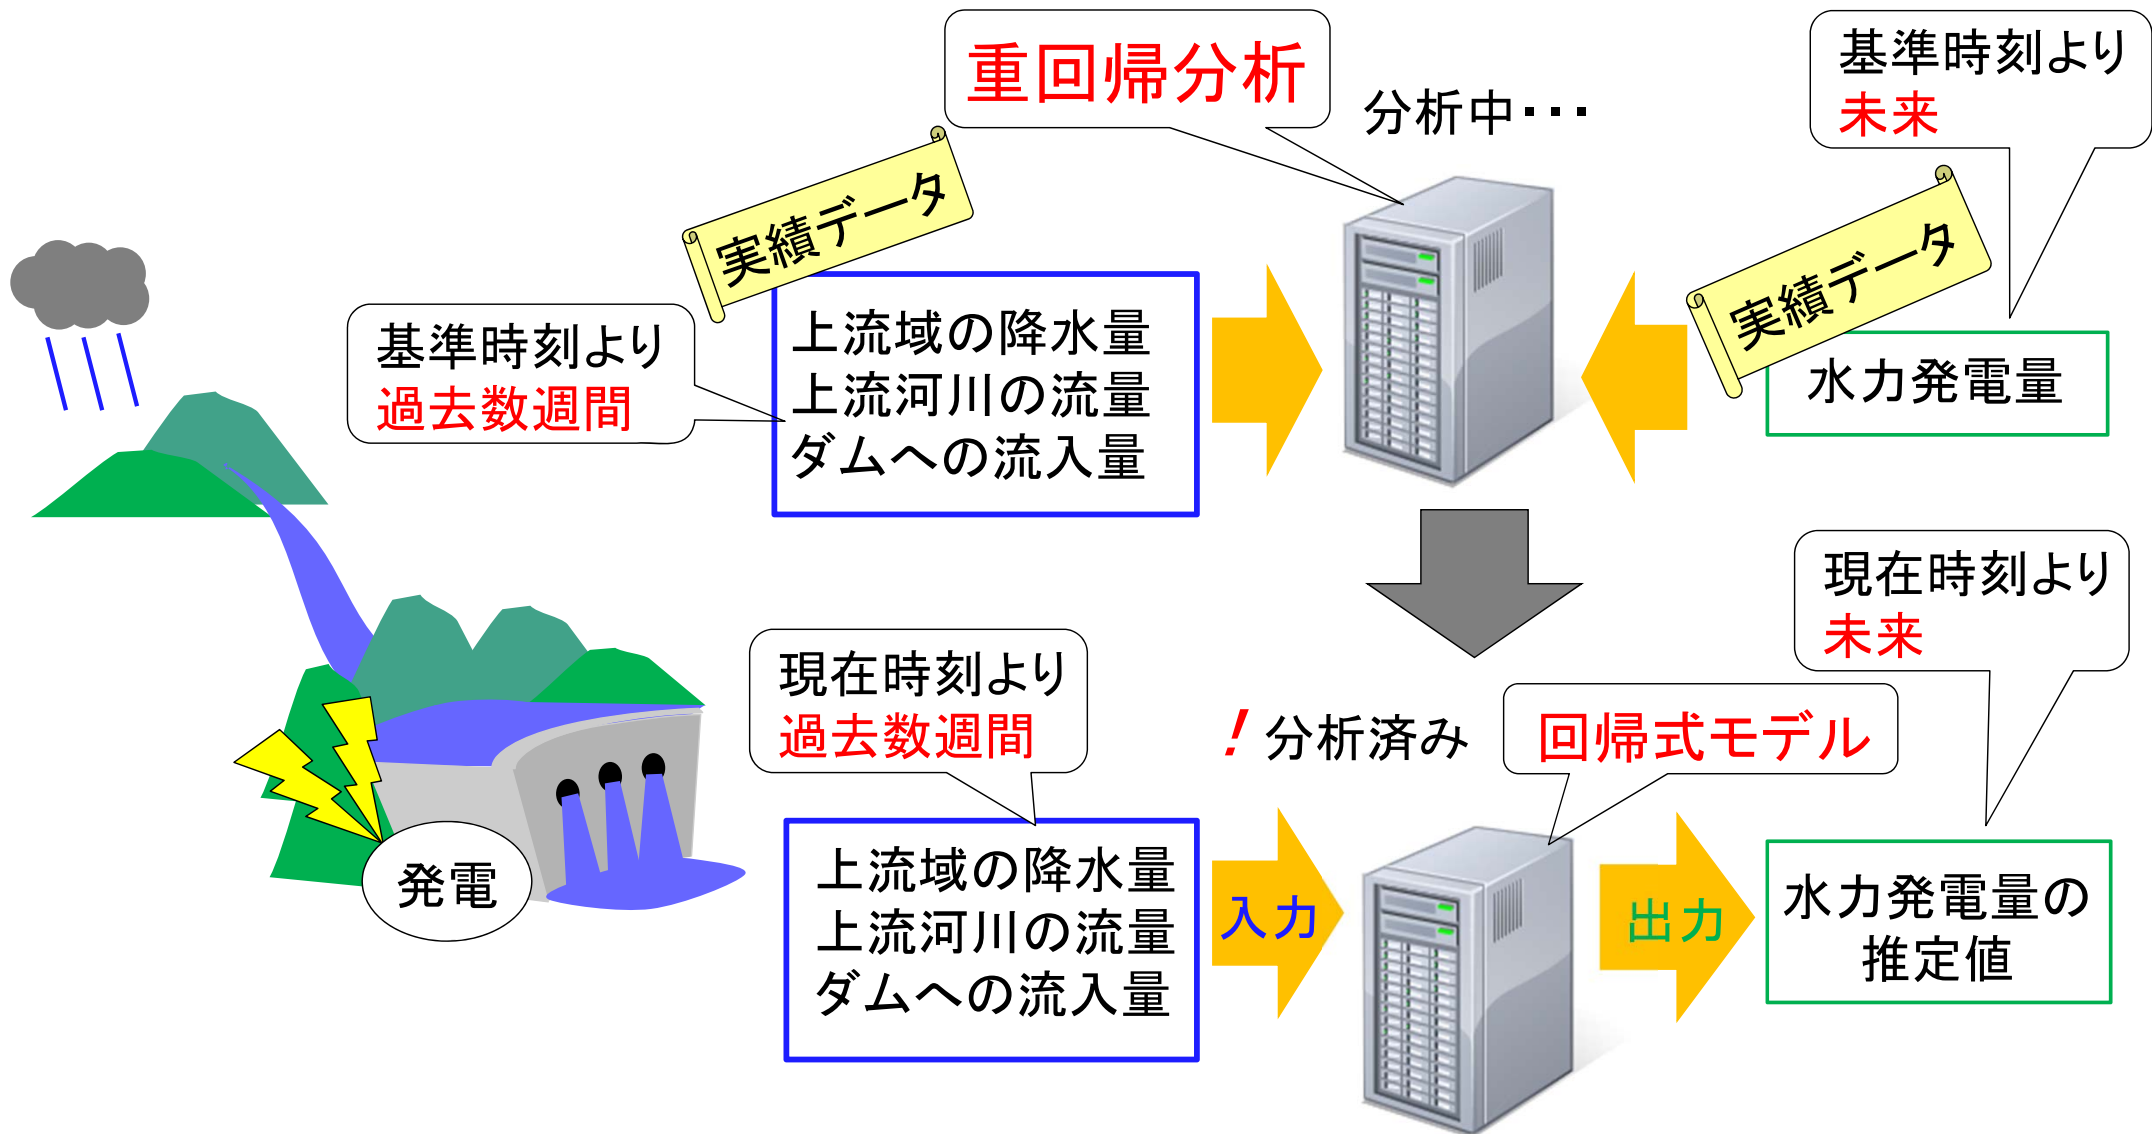 重回帰分析
分析中・・・
基準時刻より
未来
実績データ
実績データ
基準時刻より
過去数週間
上流域の降水量
上流河川の流量
ダムへの流入量
水力発電量
現在時刻より
未来
現在時刻より
過去数週間
！分析済み
回帰式モデル
発電
上流域の降水量
上流河川の流量
ダムへの流入量
入力
出力
水力発電量の
推定値